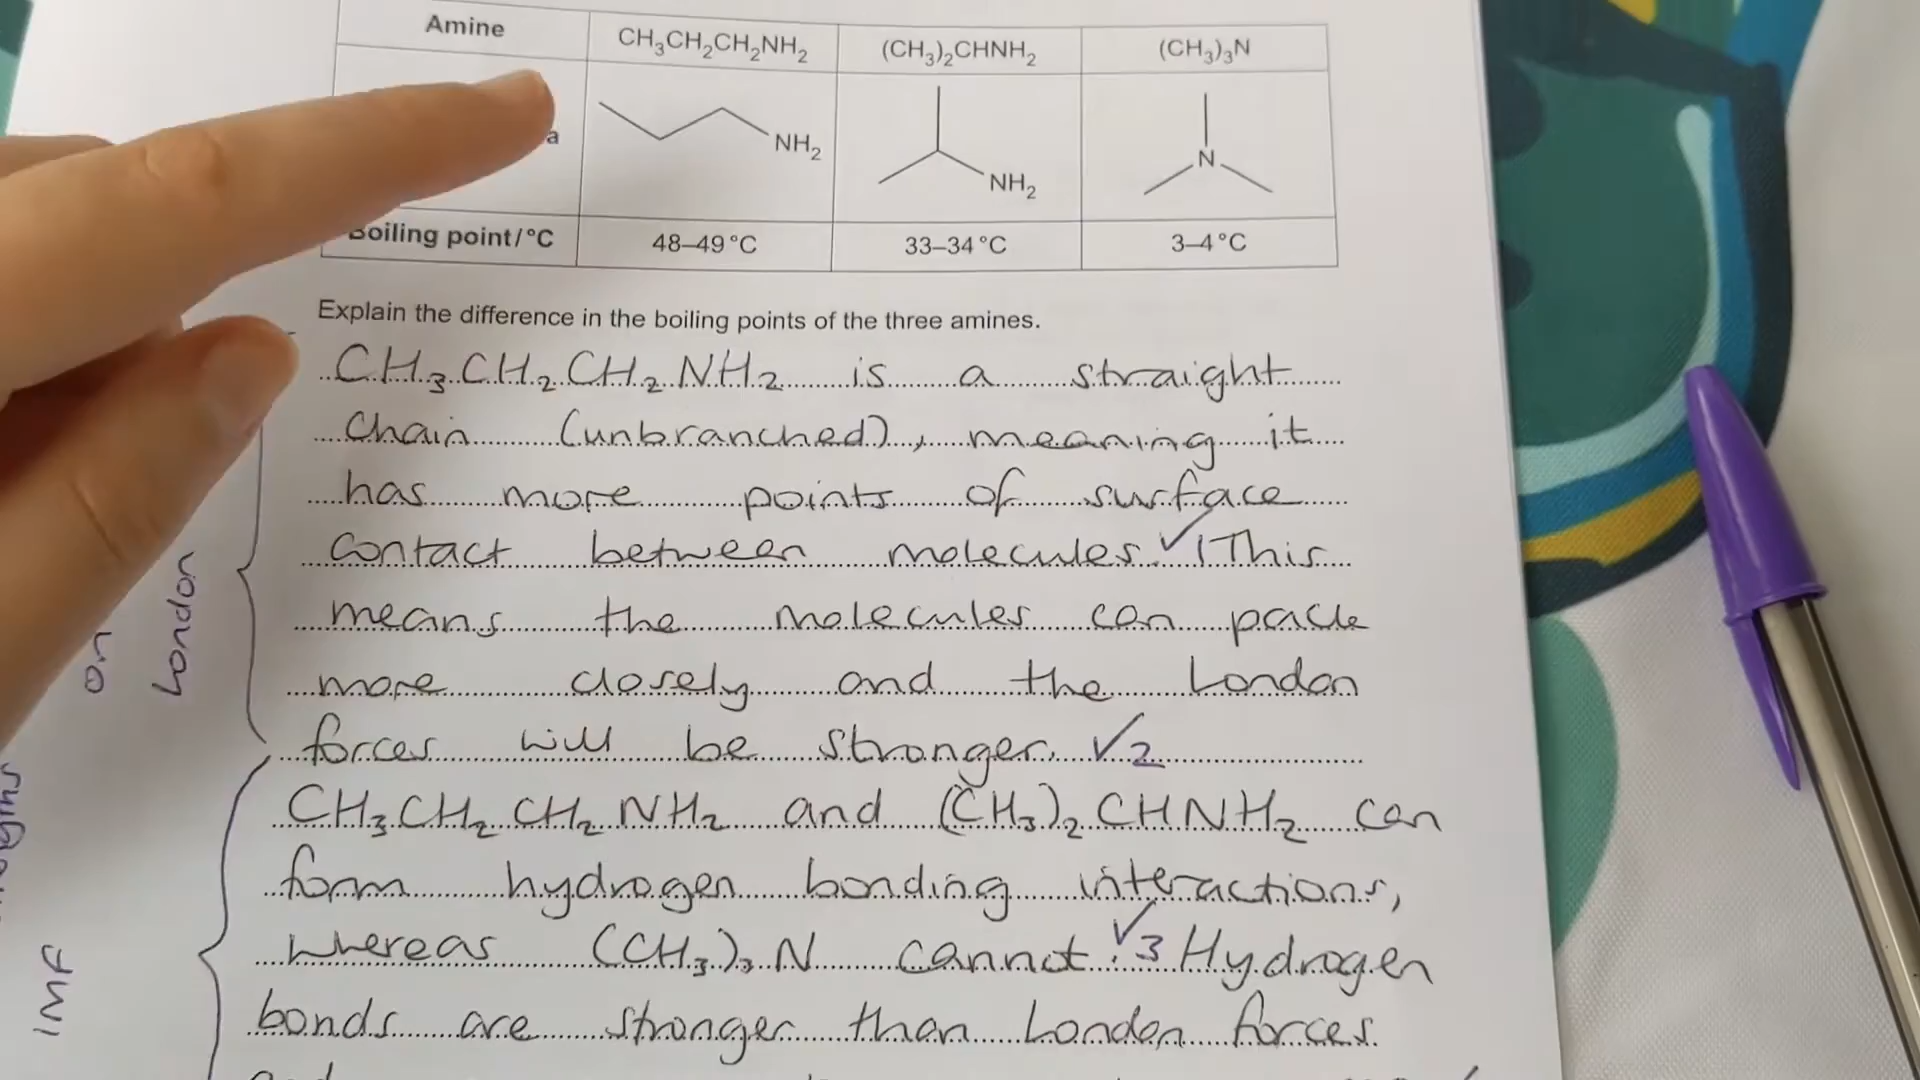 Amine CH₃CH₂CH₂NH₂ (CH₃)₂CHNH₂ (CH₃)₃N
a NH₂ NH₂ N
Boiling point/°C 48–49 °C 33–34 °C 3–4 °C
Explain the difference in the boiling points of the three amines.
CH₃CH₂CH₂NH₂ is a straight
chain (unbranched), meaning it
has more points of surface
contact between molecules. ✓1 This
means the molecules can pack
more closely and the London
forces will be stronger. ✓2
CH₃CH₂CH₂NH₂ and (CH₃)₂CHNH₂ can
form hydrogen bonding interactions,
whereas (CH₃)₃N cannot. ✓3 Hydrogen
bonds are stronger than London forces
and
on
London
IMF